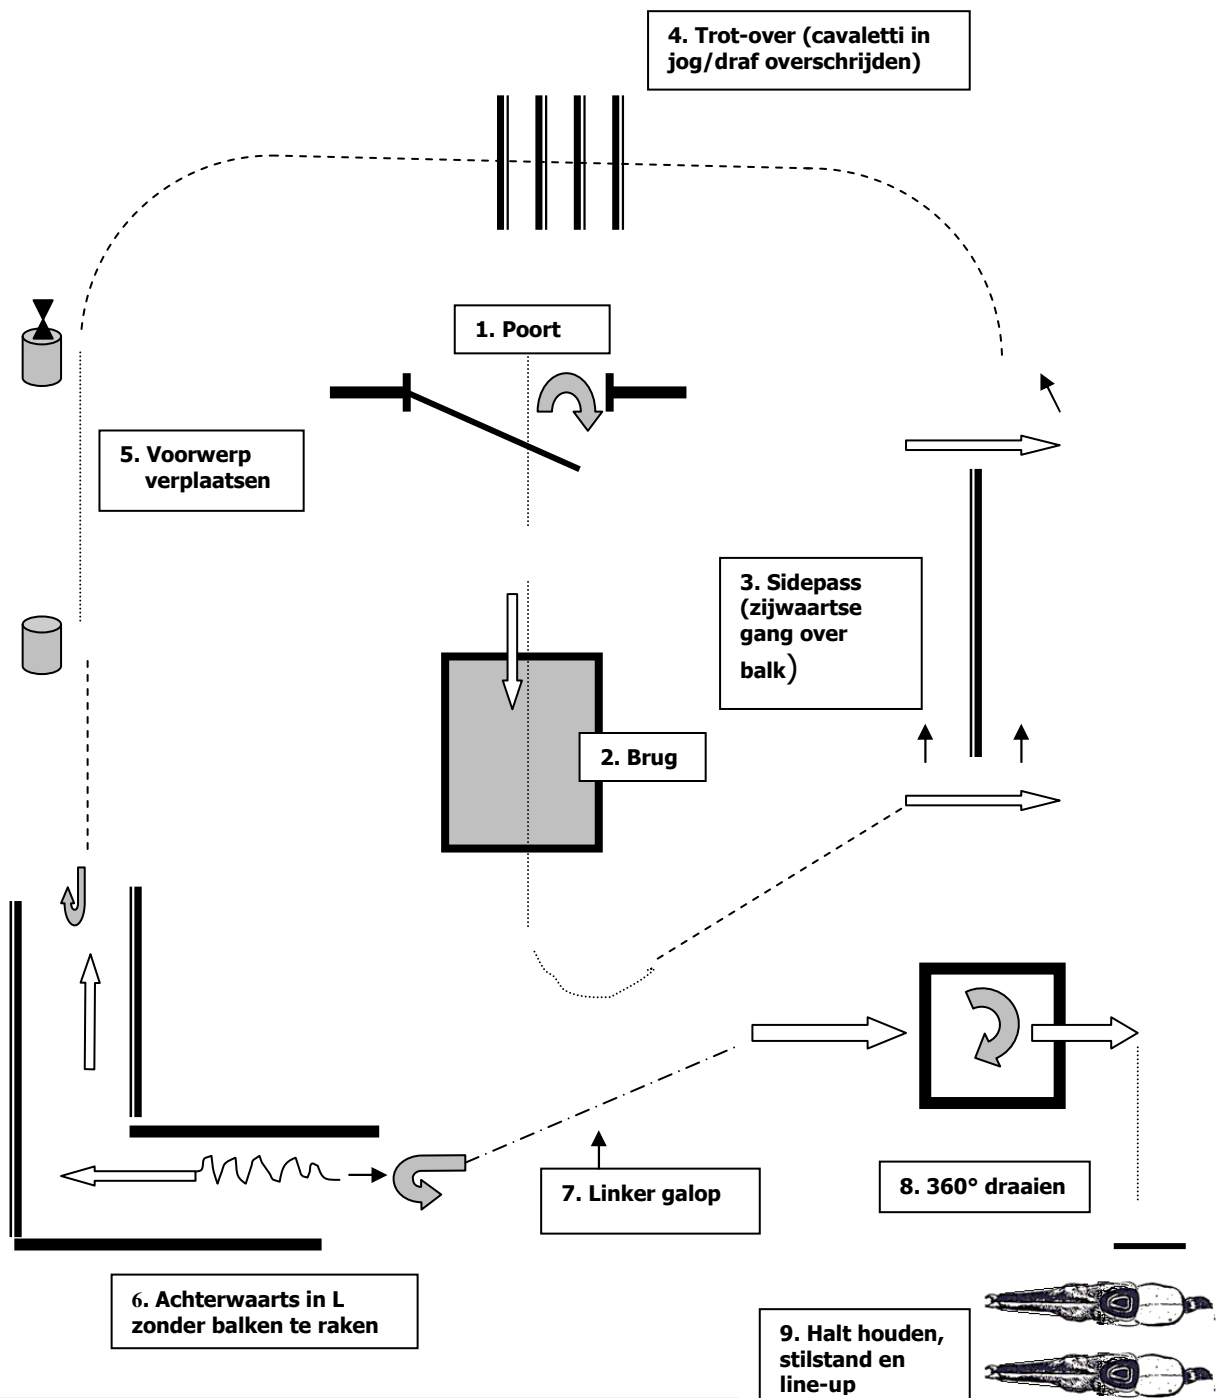 4. Trot-over (cavaletti in
jog/draf overschrijden)
1. Poort
5. Voorwerp
verplaatsen
3. Sidepass
(zijwaartse
gang over
balk)
2. Brug
7. Linker galop
8. 360° draaien
6. Achterwaarts in L
zonder balken te raken
9. Halt houden,
stilstand en
line-up